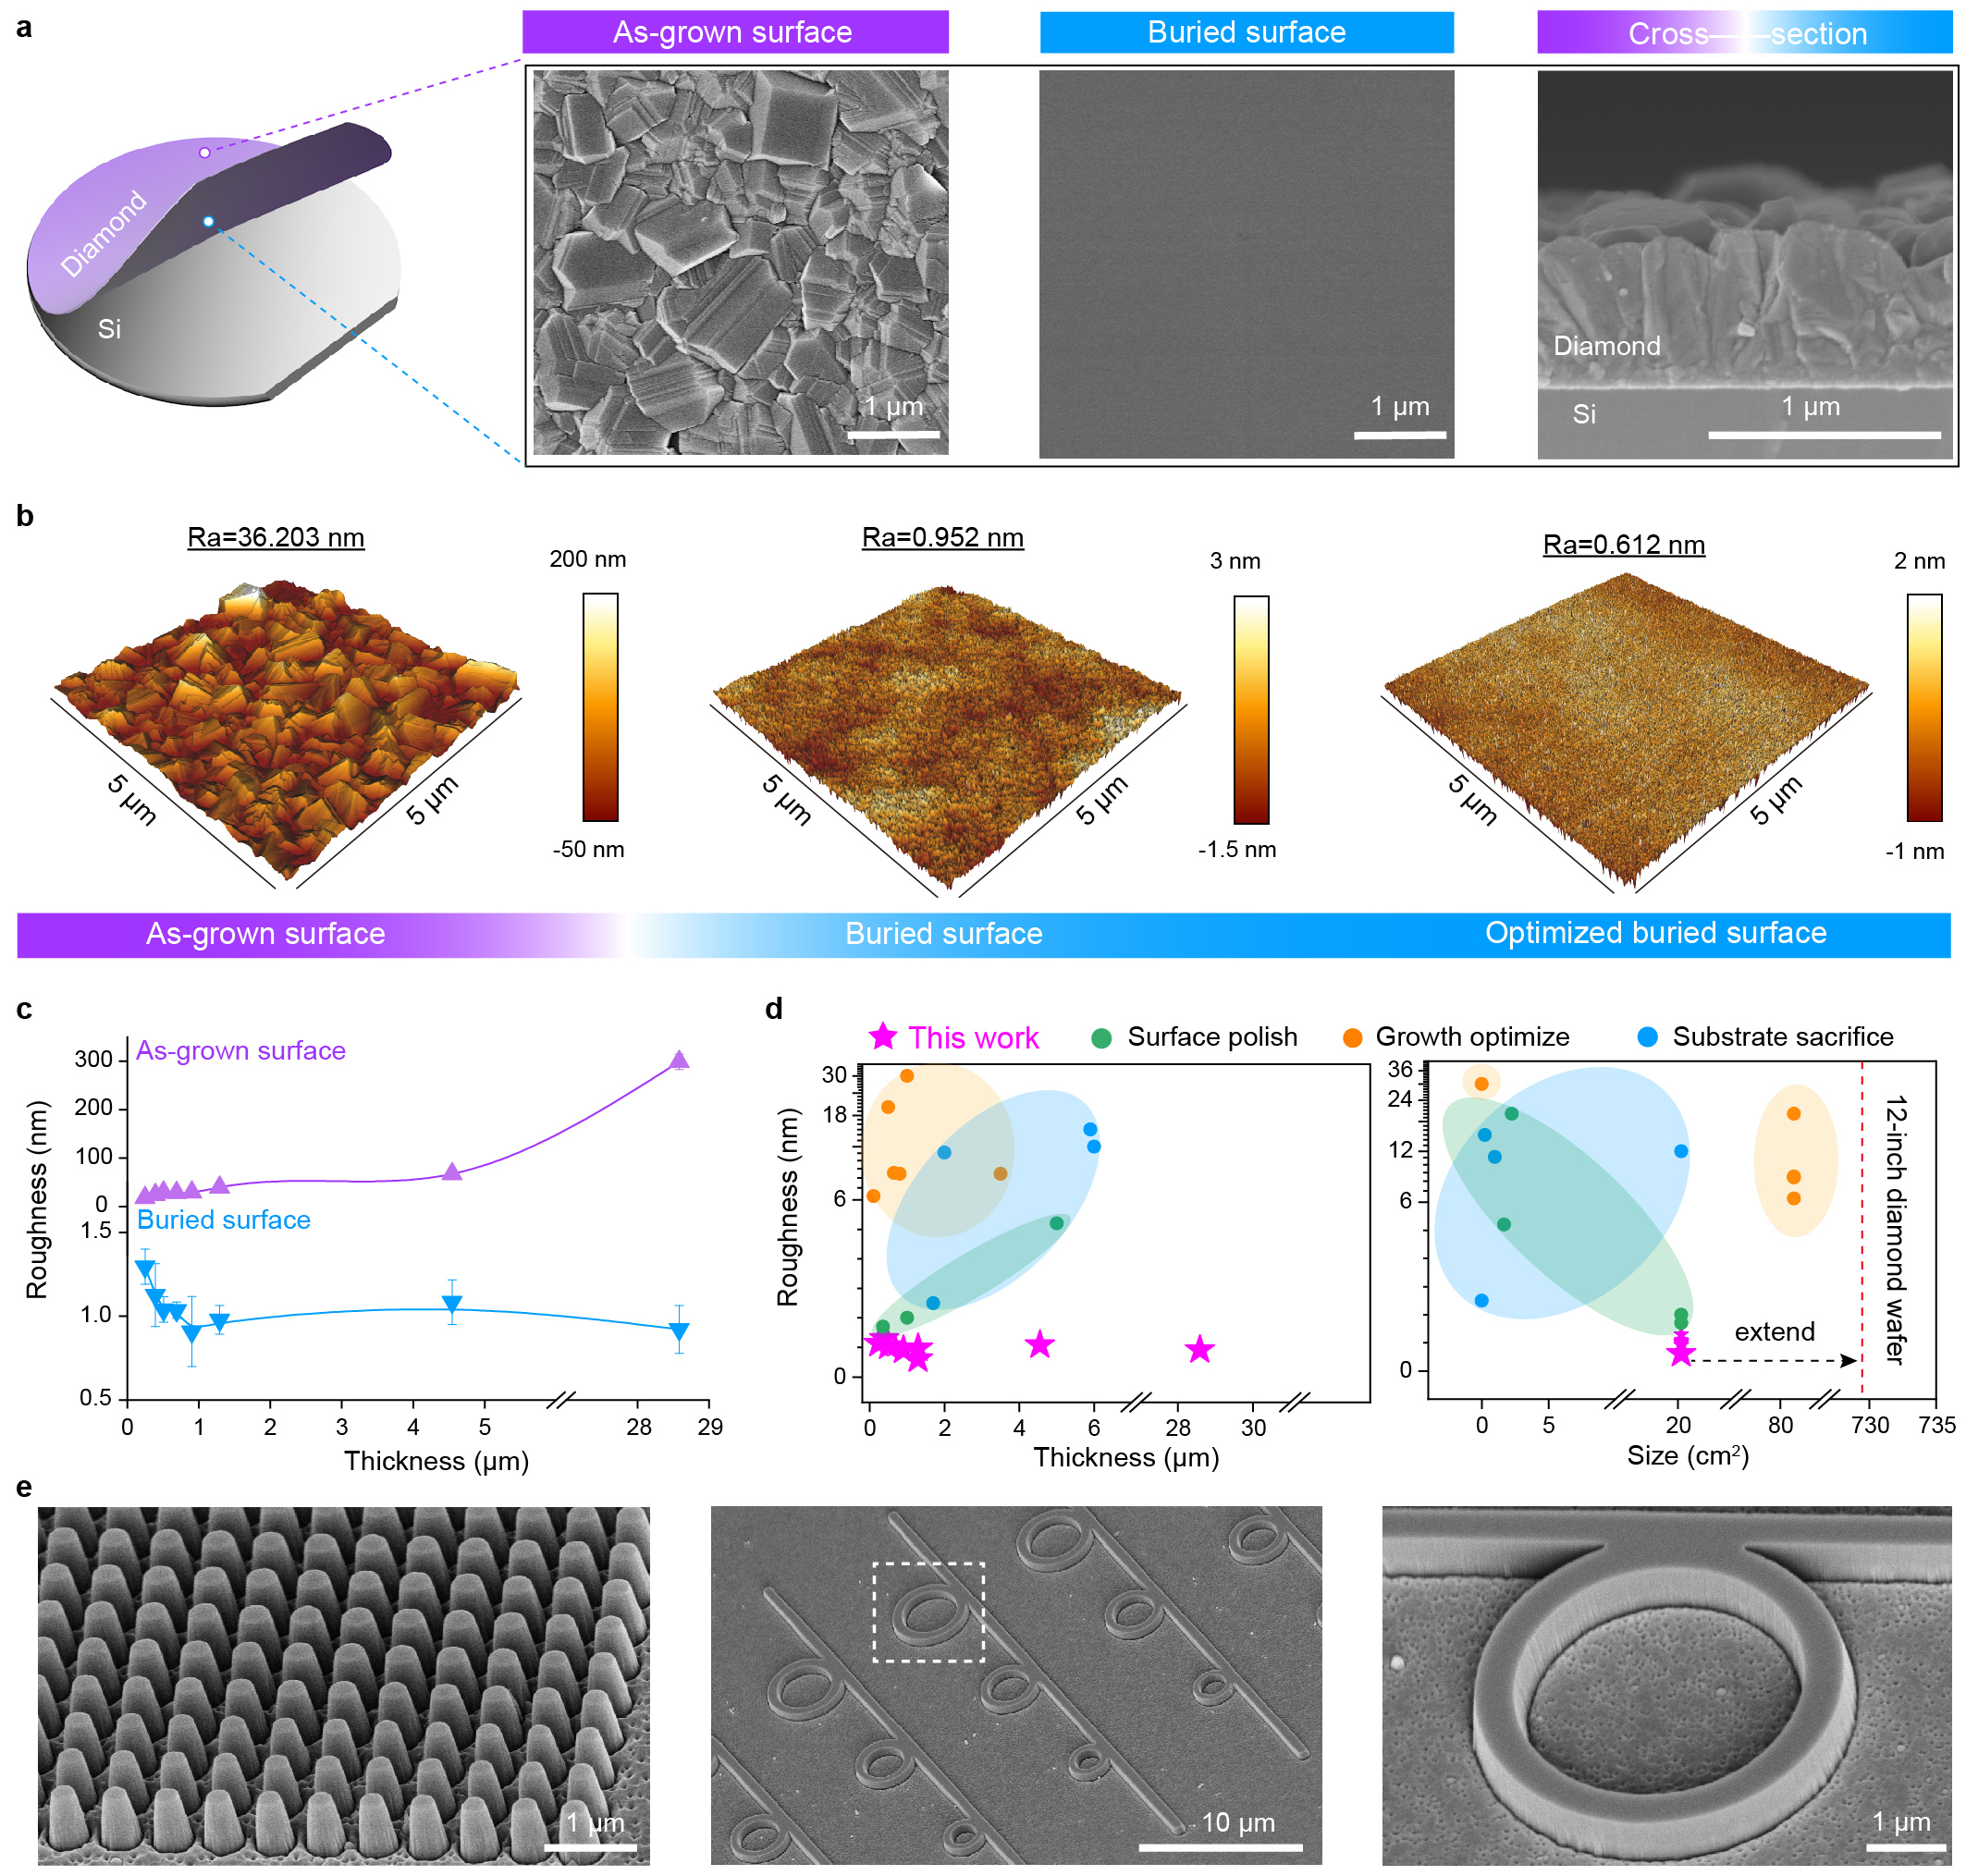 a
As-grown surface
Buried surface
Cross section
Diamond
Si
1 µm
1 µm
Diamond
Si
1 µm
b
Ra=36.203 nm
200 nm
-50 nm
5 µm
5 µm
Ra=0.952 nm
3 nm
-1.5 nm
5 µm
5 µm
Ra=0.612 nm
2 nm
-1 nm
5 µm
5 µm
As-grown surface
Buried surface
Optimized buried surface
c
As-grown surface
Buried surface
Roughness (nm)
300
200
100
0
1.5
1.0
0.5
0 1 2 3 4 5 28 29
Thickness (µm)
d
This work
Surface polish
Growth optimize
Substrate sacrifice
Roughness (nm)
30
18
6
0
0 2 4 6 28 30
Thickness (µm)
36
24
12
6
0
extend
12-inch diamond wafer
0 5 20 80 730 735
Size (cm²)
e
1 µm
10 µm
1 µm